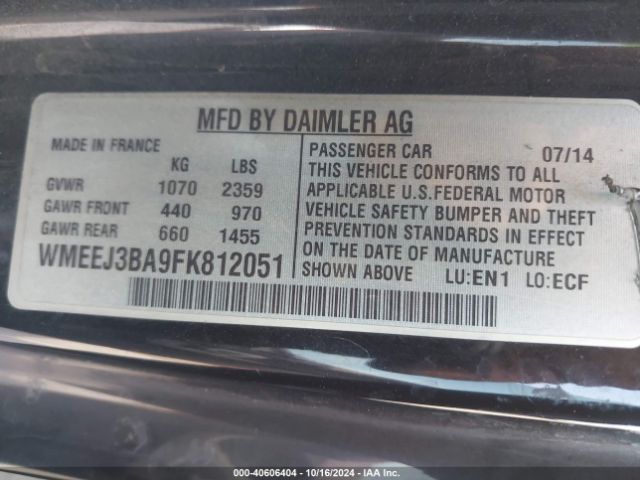 MFD BY DAIMLER AG
MADE IN FRANCE
KG LBS
GVWR 1070 2359
GAWR FRONT 440 970
GAWR REAR 660 1455
WMEEJ3BA9FK812051
PASSENGER CAR 07/14
THIS VEHICLE CONFORMS TO ALL
APPLICABLE U.S.FEDERAL MOTOR
VEHICLE SAFETY BUMPER AND THEFT
PREVENTION STANDARDS IN EFFECT
ON THE DATE OF MANUFACTURE
SHOWN ABOVE LU:EN1 LO:ECF
000-40606404 | 10/16/2024 | IAA Inc.